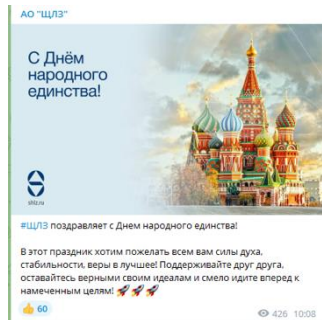 АО "ЩЛЗ"
С Днём
народного
единства!
shlz.ru
#ЩЛЗ поздравляет с Днем народного единства!
В этот праздник хотим пожелать всем вам силы духа,
стабильности, веры в лучшее! Поддерживайте друг друга,
оставайтесь верными своим идеалам и смело идите вперед к
намеченным целям! 🚀🚀🚀
👍 60
426 10:08